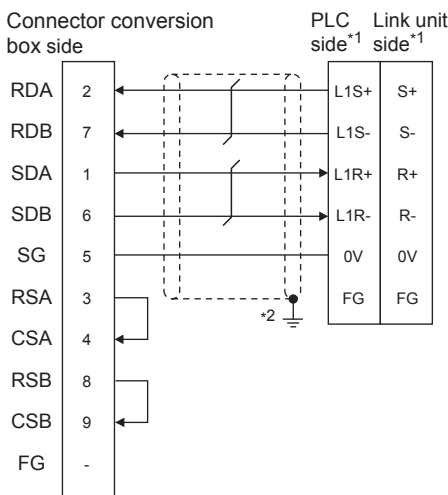 Connector conversion box side PLC side*1 Link unit side*1
RDA 2 L1S+ S+
RDB 7 L1S- S-
SDA 1 L1R+ R+
SDB 6 L1R- R-
SG 5 0V 0V
RSA 3 FG FG
*2
CSA 4
RSB 8
CSB 9
FG -